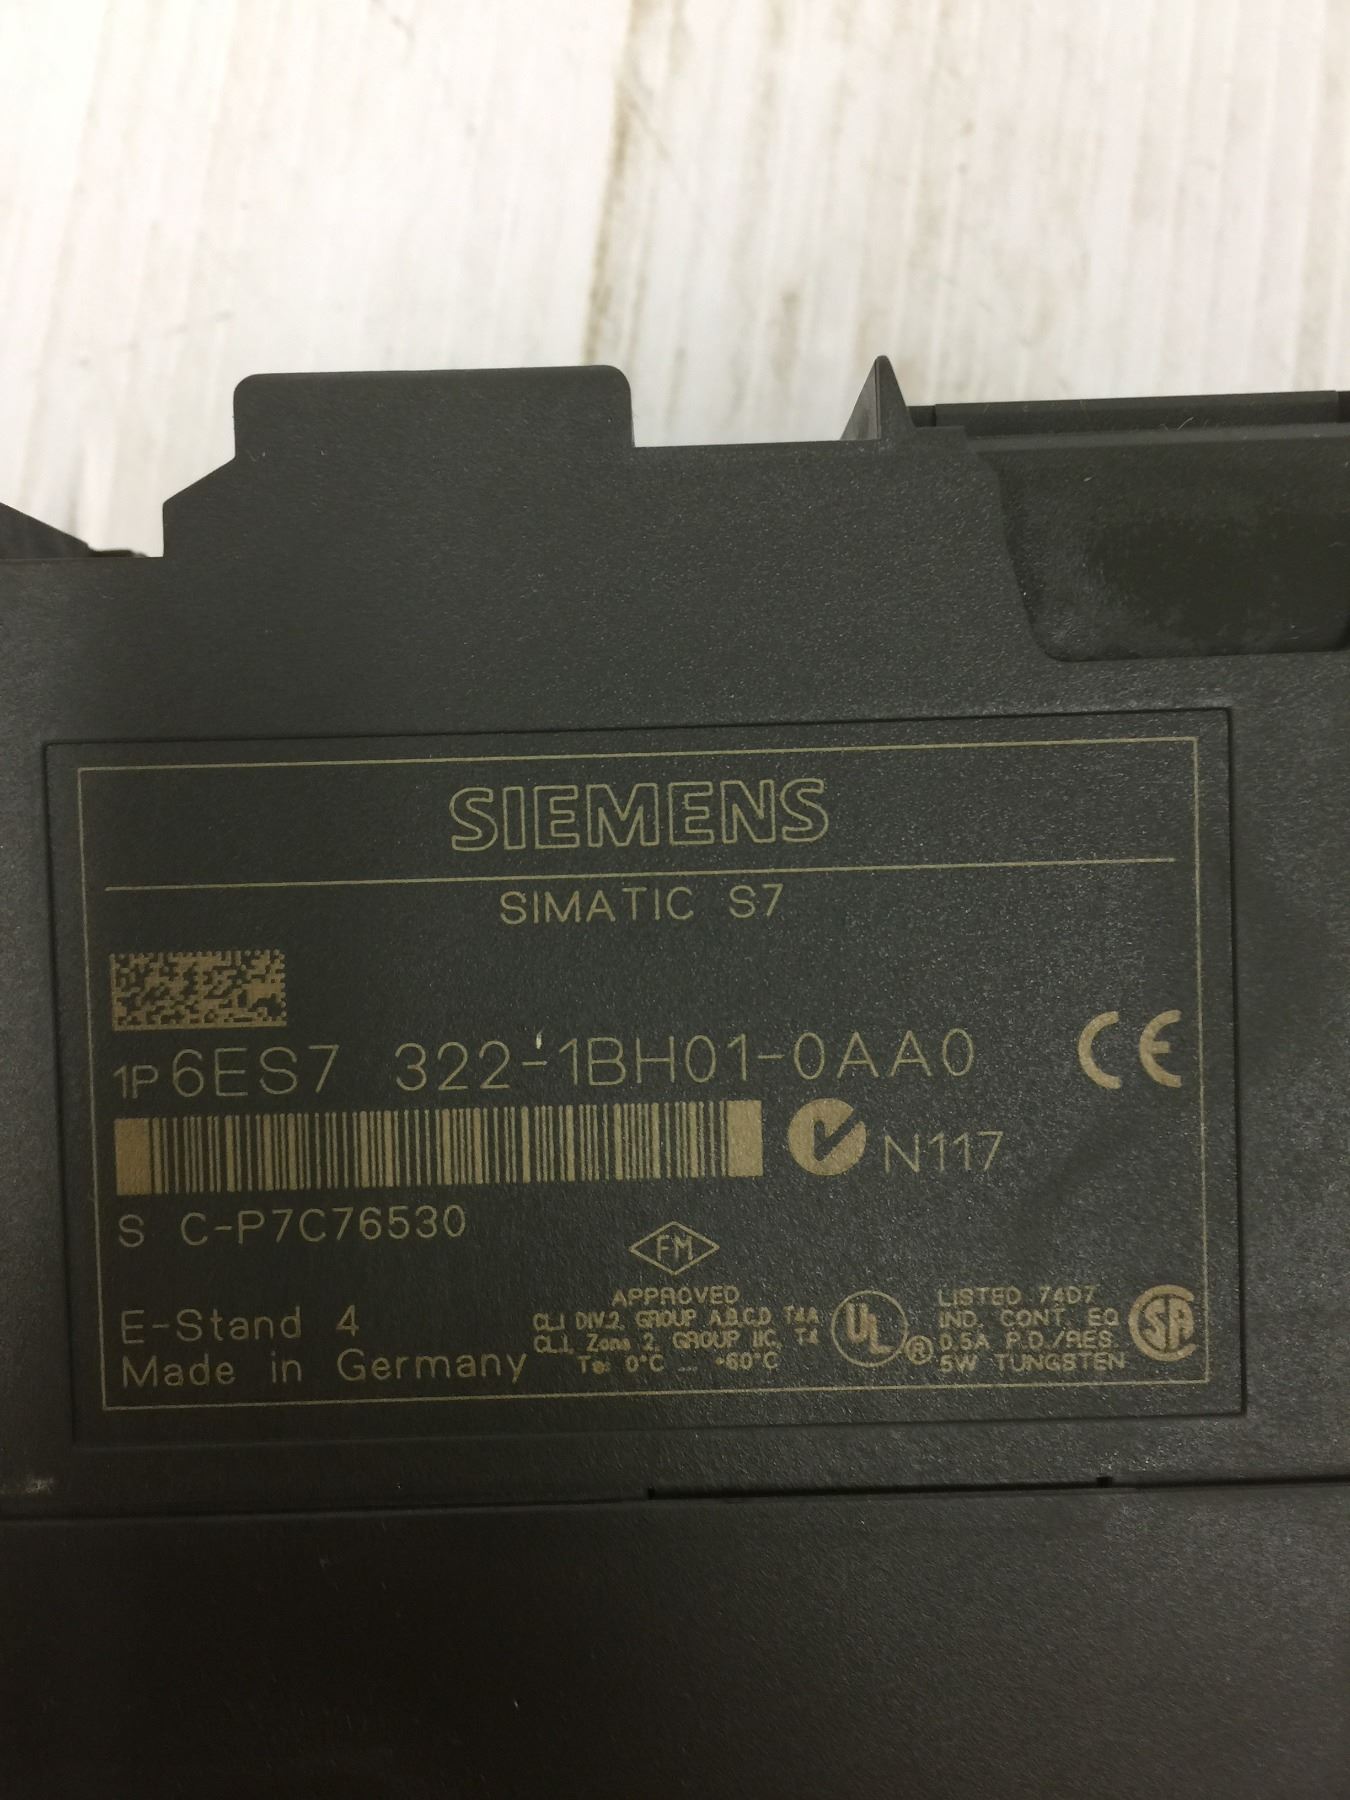 SIEMENS
SIMATIC S7
1P 6ES7 322-1BH01-0AA0
CE
N117
S C-P7C76530
FM
APPROVED
CL.I DIV.2, GROUP A.B.C.D T4A
CL.I, Zone 2, GROUP IIC, T4
Ta: 0°C ... +60°C
E-Stand 4
Made in Germany
UL ®
LISTED 74D7
IND. CONT. EQ
0.5A P.D./RES.
5W TUNGSTEN
SA